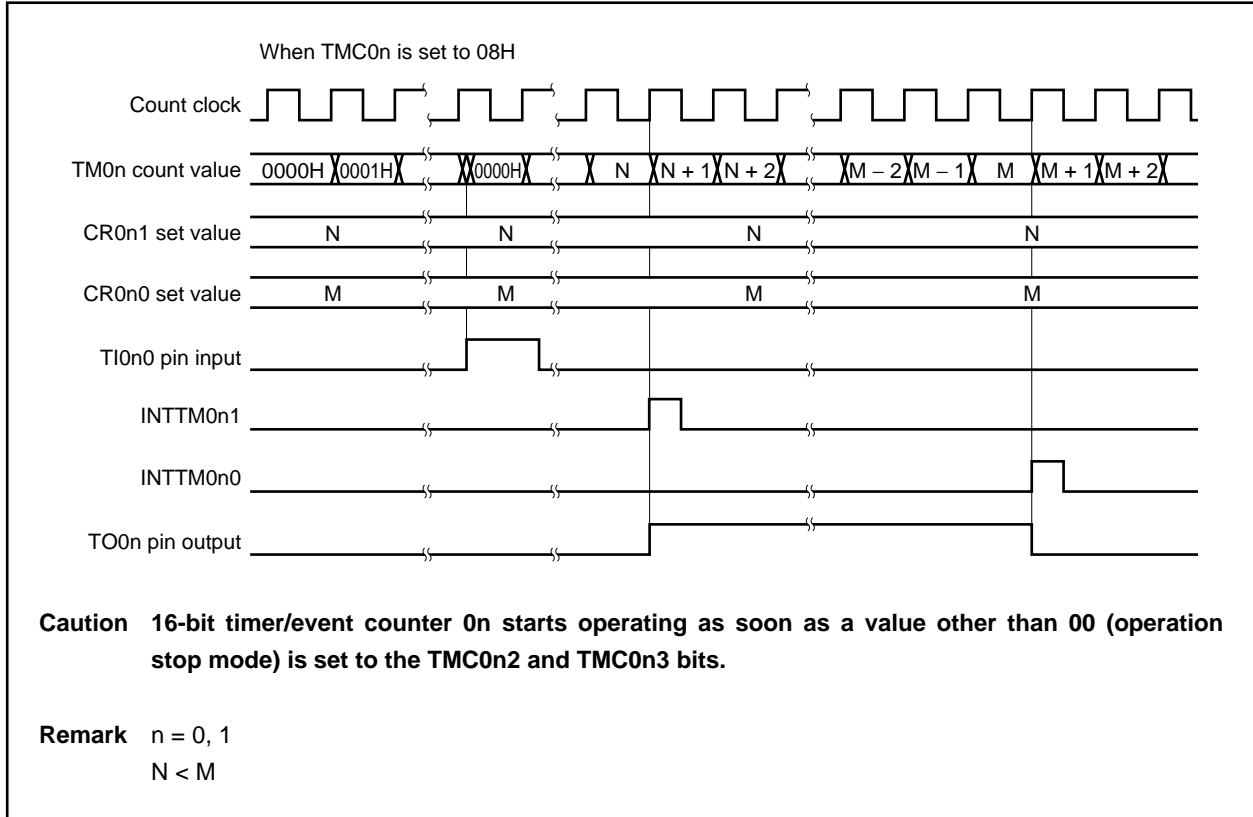 When TMC0n is set to 08H
Count clock
TM0n count value 0000H 0001H 0000H N N + 1 N + 2 M − 2 M − 1 M M + 1 M + 2
CR0n1 set value N N N N
CR0n0 set value M M M M
TI0n0 pin input
INTTM0n1
INTTM0n0
TO0n pin output
Caution 16-bit timer/event counter 0n starts operating as soon as a value other than 00 (operation
stop mode) is set to the TMC0n2 and TMC0n3 bits.
Remark n = 0, 1
N < M